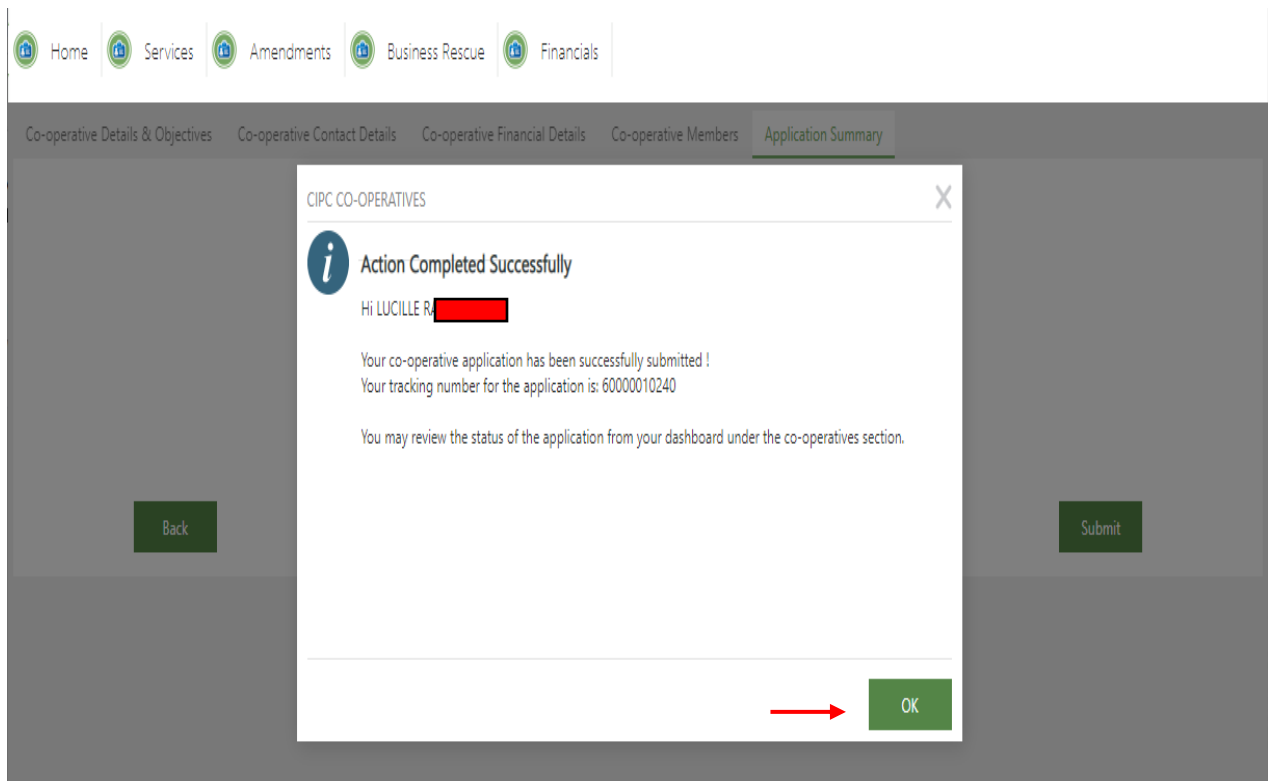 Home Services Amendments Business Rescue Financials
Co-operative Details & Objectives Co-operative Contact Details Co-operative Financial Details Co-operative Members Application Summary
CIPC CO-OPERATIVES
i
Action Completed Successfully
Hi LUCILLE
Your co-operative application has been successfully submitted !
Your tracking number for the application is: 60000010240
You may review the status of the application from your dashboard under the co-operatives section.
Back Submit
OK